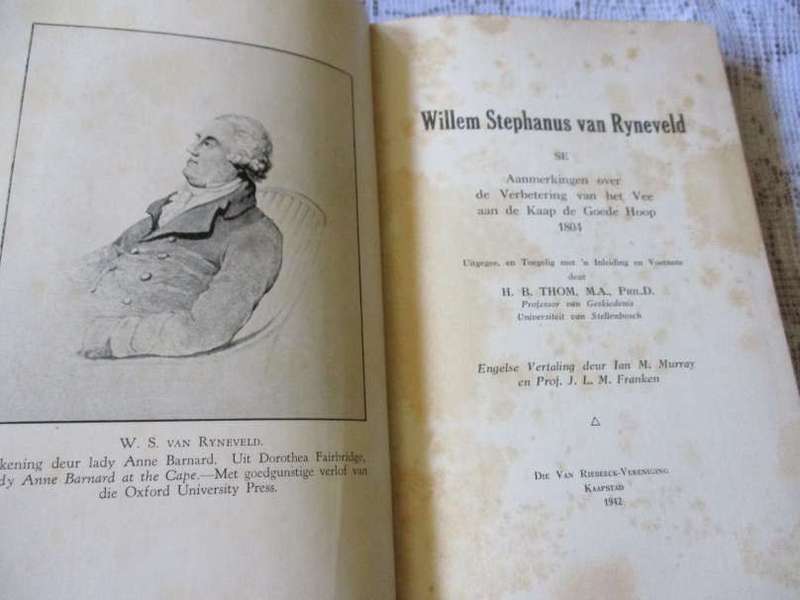 W. S. VAN RYNEVELD.
kening deur lady Anne Barnard, Uit Dorothea Fairbridge,
dy Anne Barnard at the Cape.—Met goedgunstige verlof van
die Oxford University Press.
Willem Stephanus van Ryneveld
SE
Aanmerkingen over
de Verbetering van het Vee
aan de Kaap de Goede Hoop
1804
Uitgegee, en Toegelig met 'n Inleiding en Voetnote
deur
H. B. THOM, M.A., PHIL.D.
Professor van Geskiedenis
Universiteit van Stellenbosch
Engelse Vertaling deur Ian M. Murray
en Prof. J. L. M. Franken
DIE VAN RIEBEECK-VERENIGING
KAAPSTAD
1942